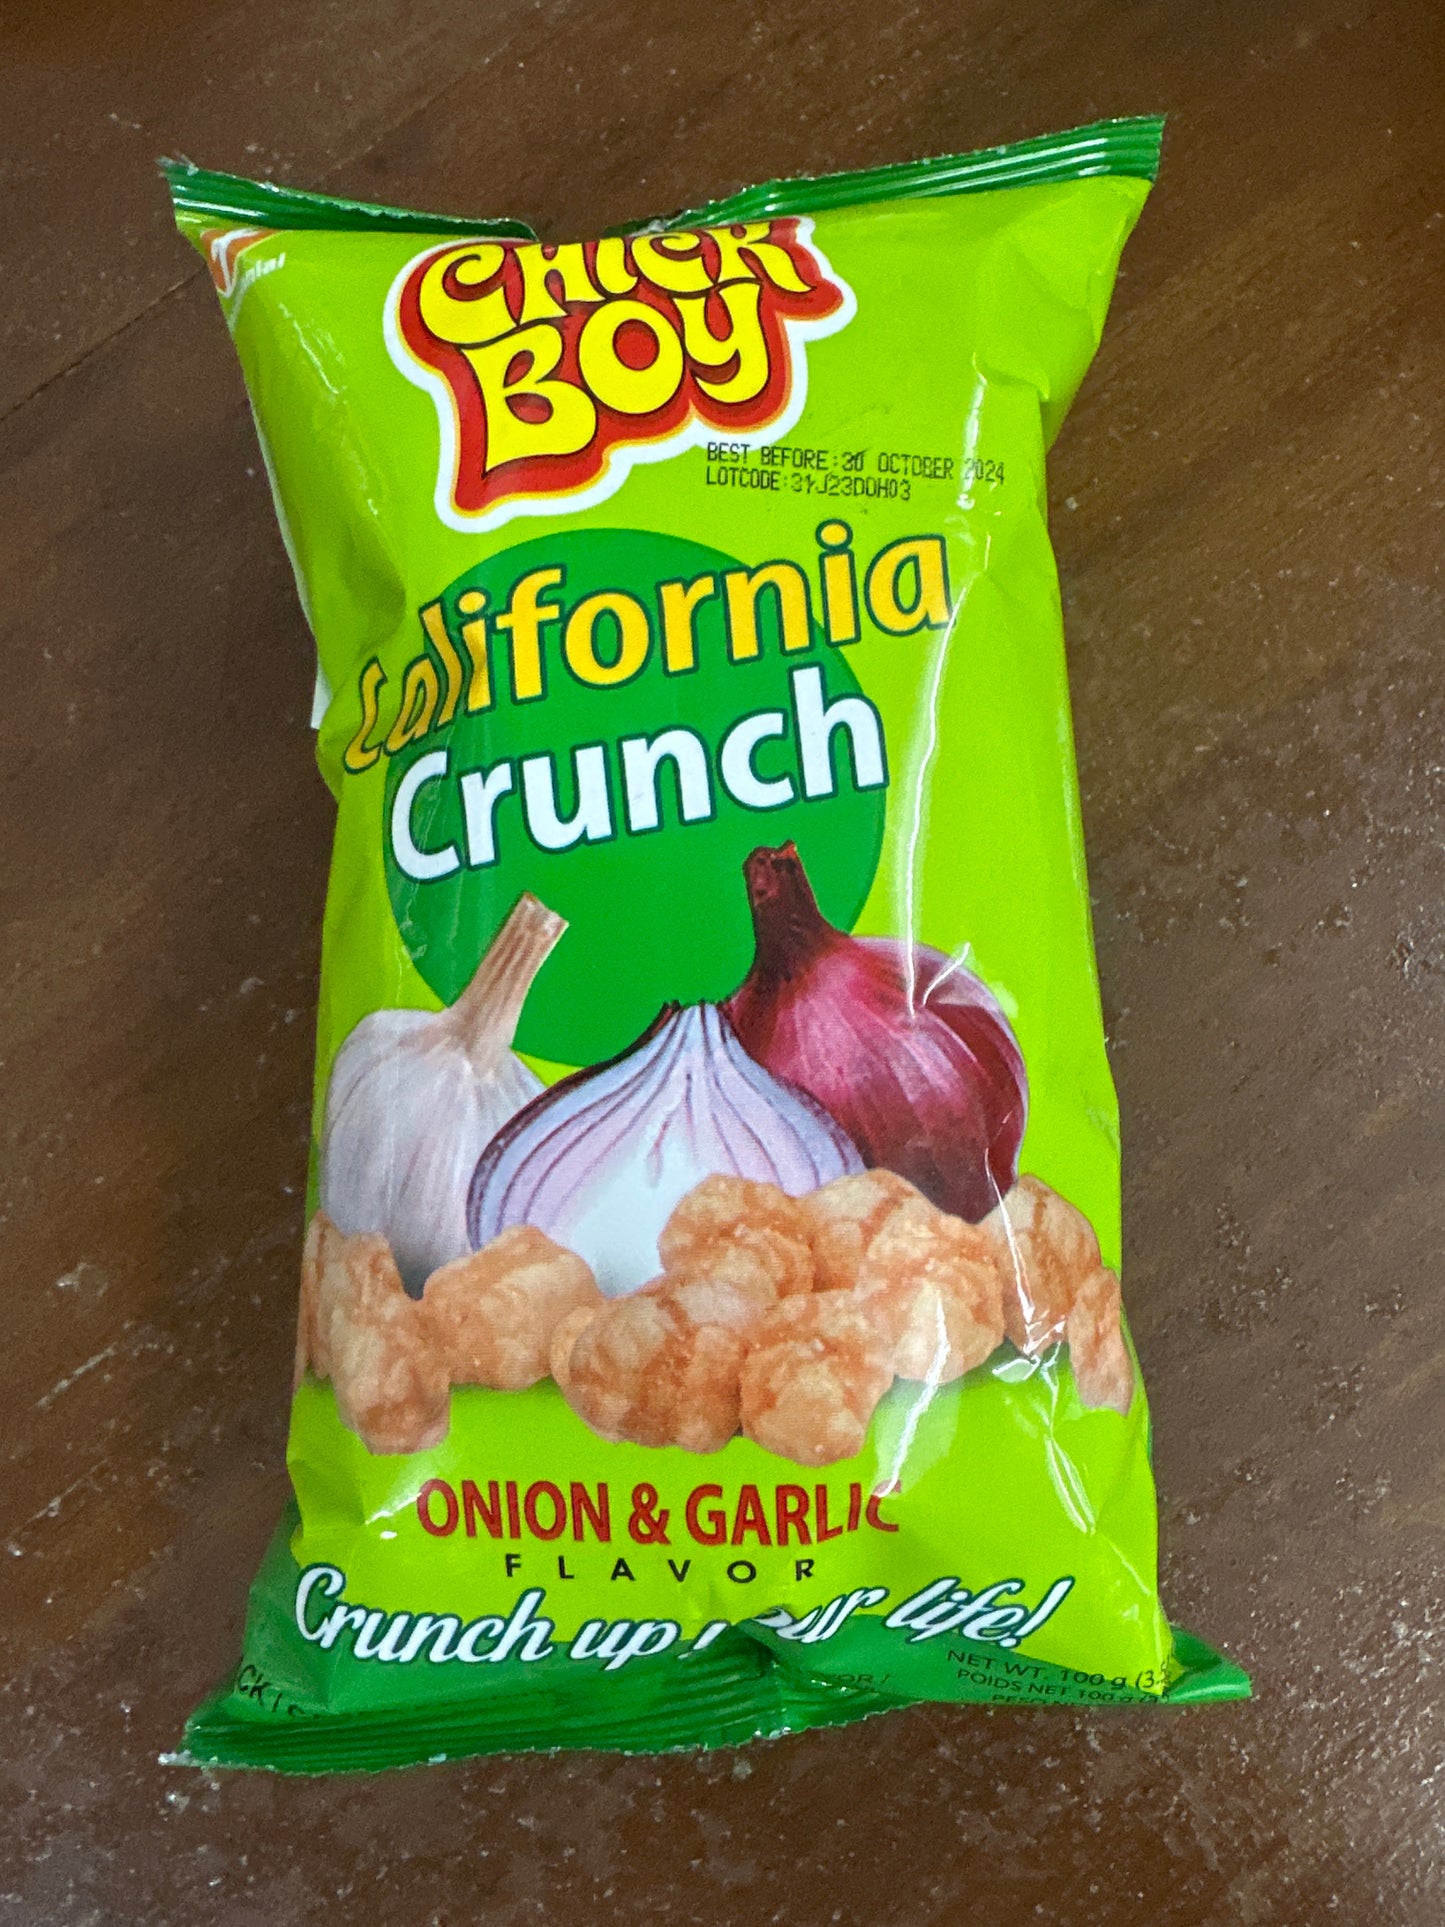 CHICK
BOY
BEST BEFORE:30 OCTOBER 2024
LOTCODE:31J23DDH03
California
Crunch
ONION & GARLIC
FLAVOR
Crunch up your life!
NET WT. 100 g
POIDS NET 100 g